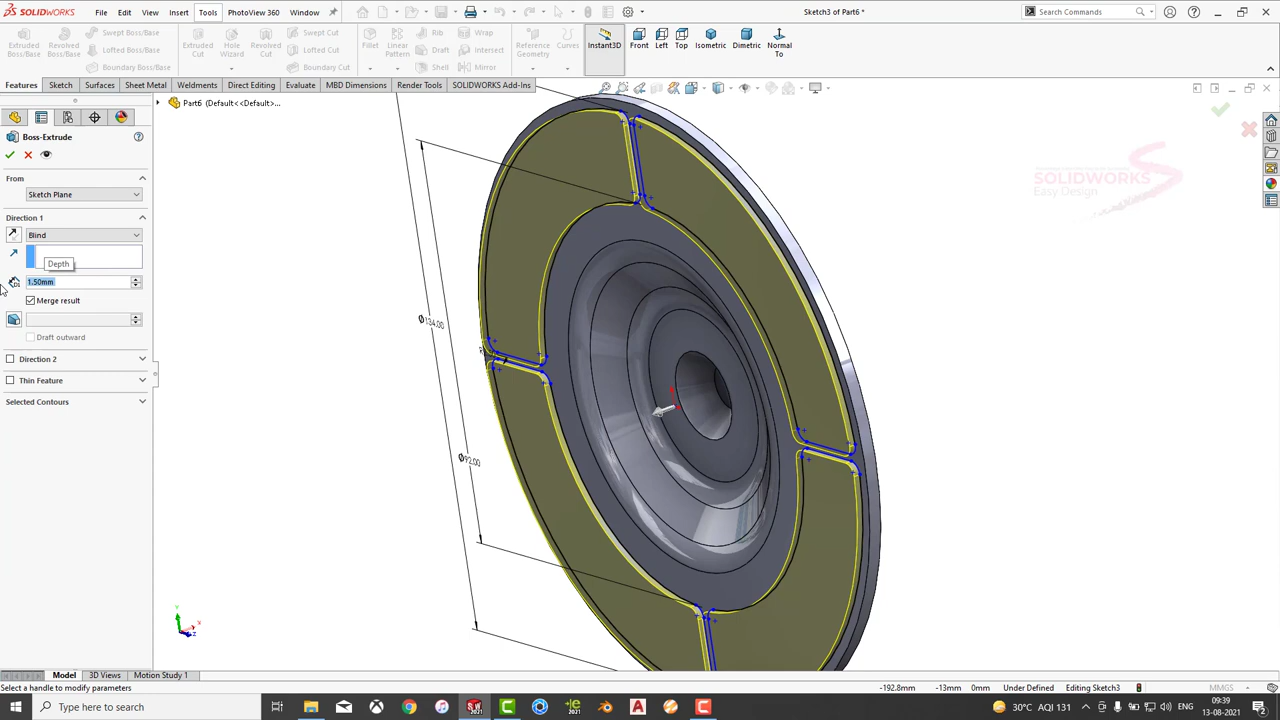 SOLIDWORKS File Edit View Insert Tools PhotoView 360 Window Sketch3 of Part6 Search Commands
Extruded Boss/Base
Revolved Boss/Base
Swept Boss/Base
Lofted Boss/Base
Boundary Boss/Base
Extruded Cut
Hole Wizard
Revolved Cut
Swept Cut
Lofted Cut
Boundary Cut
Fillet
Linear Pattern
Rib
Draft
Shell
Wrap
Intersect
Mirror
Reference Geometry
Curves
Instant3D
Front
Left
Top
Isometric
Dimetric
Normal To
Features Sketch Surfaces Sheet Metal Weldments Direct Editing Evaluate MBD Dimensions Render Tools SOLIDWORKS Add-Ins
Part6 (Default<<Default>...
Boss-Extrude
From
Sketch Plane
Direction 1
Blind
Depth
1.50mm
Merge result
Draft outward
Direction 2
Thin Feature
Selected Contours
SOLIDWORKS
Easy Design
Ø134.00
Ø92.00
Y
X
Z
Model 3D Views Motion Study 1
Select a handle to modify parameters
-192.8mm -13mm 0mm Under Defined Editing Sketch3 MMGS
Type here to search
30°C AQI 131 ENG
09:39
13-08-2021